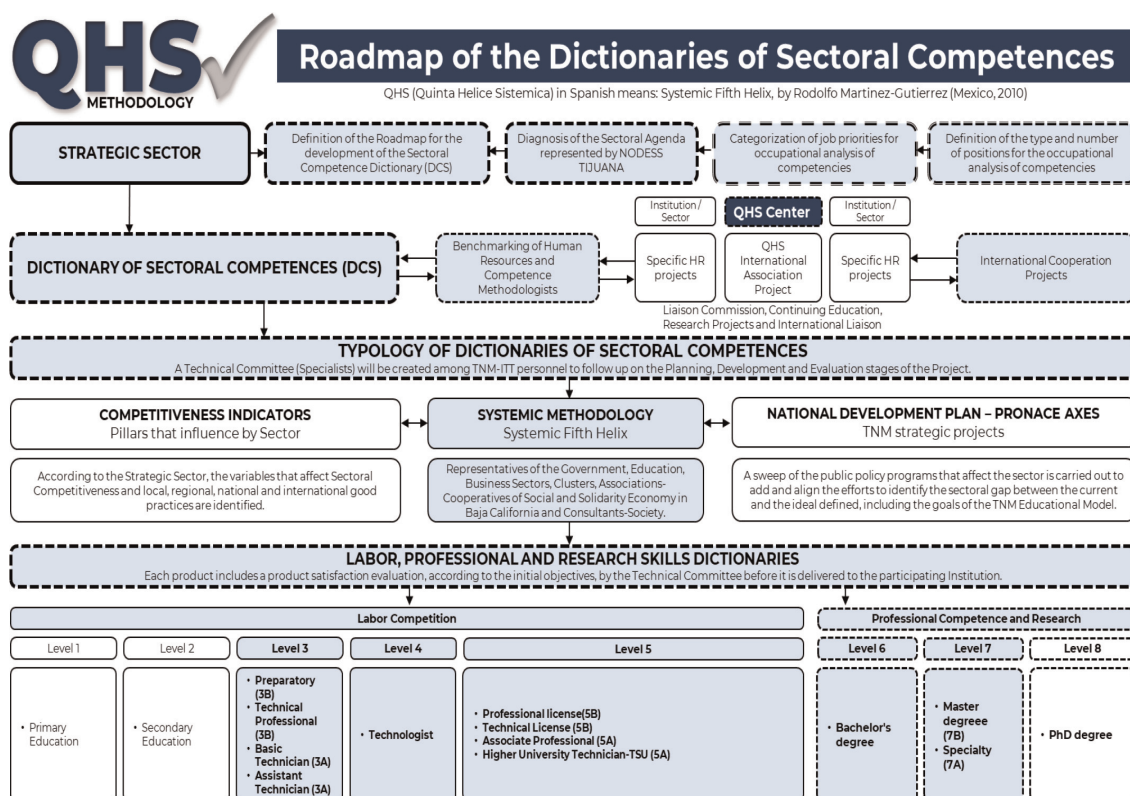 QHS
METHODOLOGY
Roadmap of the Dictionaries of Sectoral Competences
QHS (Quinta Helice Sistemica) in Spanish means: Systemic Fifth Helix, by Rodolfo Martinez-Gutierrez (Mexico, 2010)
STRATEGIC SECTOR
Definition of the Roadmap for the
development of the Sectoral
Competence Dictionary (DCS)
Diagnosis of the Sectoral Agenda
represented by NODESS
TIJUANA
Categorization of job priorities for
occupational analysis of
competencies
Definition of the type and number
of positions for the occupational
analysis of competencies
Institution /
Sector
QHS Center
Institution /
Sector
DICTIONARY OF SECTORAL COMPETENCES (DCS)
Benchmarking of Human
Resources and
Competence
Methodologists
Specific HR
projects
QHS
International
Association
Project
Specific HR
projects
International Cooperation
Projects
Liaison Commission, Continuing Education,
Research Projects and International Liaison
TYPOLOGY OF DICTIONARIES OF SECTORAL COMPETENCES
A Technical Committee (Specialists) will be created among TNM-ITT personnel to follow up on the Planning, Development and Evaluation stages of the Project.
COMPETITIVENESS INDICATORS
Pillars that influence by Sector
SYSTEMIC METHODOLOGY
Systemic Fifth Helix
NATIONAL DEVELOPMENT PLAN – PRONACE AXES
TNM strategic projects
According to the Strategic Sector, the variables that affect Sectoral
Competitiveness and local, regional, national and international good
practices are identified.
Representatives of the Government, Education,
Business Sectors, Clusters, Associations-
Cooperatives of Social and Solidarity Economy in
Baja California and Consultants-Society.
A sweep of the public policy programs that affect the sector is carried out to
add and align the efforts to identify the sectoral gap between the current
and the ideal defined, including the goals of the TNM Educational Model.
LABOR, PROFESSIONAL AND RESEARCH SKILLS DICTIONARIES
Each product includes a product satisfaction evaluation, according to the initial objectives, by the Technical Committee before it is delivered to the participating Institution.
Labor Competition
Professional Competence and Research
Level 1
Level 2
Level 3
Level 4
Level 5
Level 6
Level 7
Level 8
• Primary
Education
• Secondary
Education
• Preparatory
(3B)
• Technical
Professional
(3B)
• Basic
Technician (3A)
• Assistant
Technician (3A)
• Technologist
• Professional license(5B)
• Technical License (5B)
• Associate Professional (5A)
• Higher University Technician-TSU (5A)
• Bachelor's
degree
• Master
degreee
(7B)
• Specialty
(7A)
• PhD degree